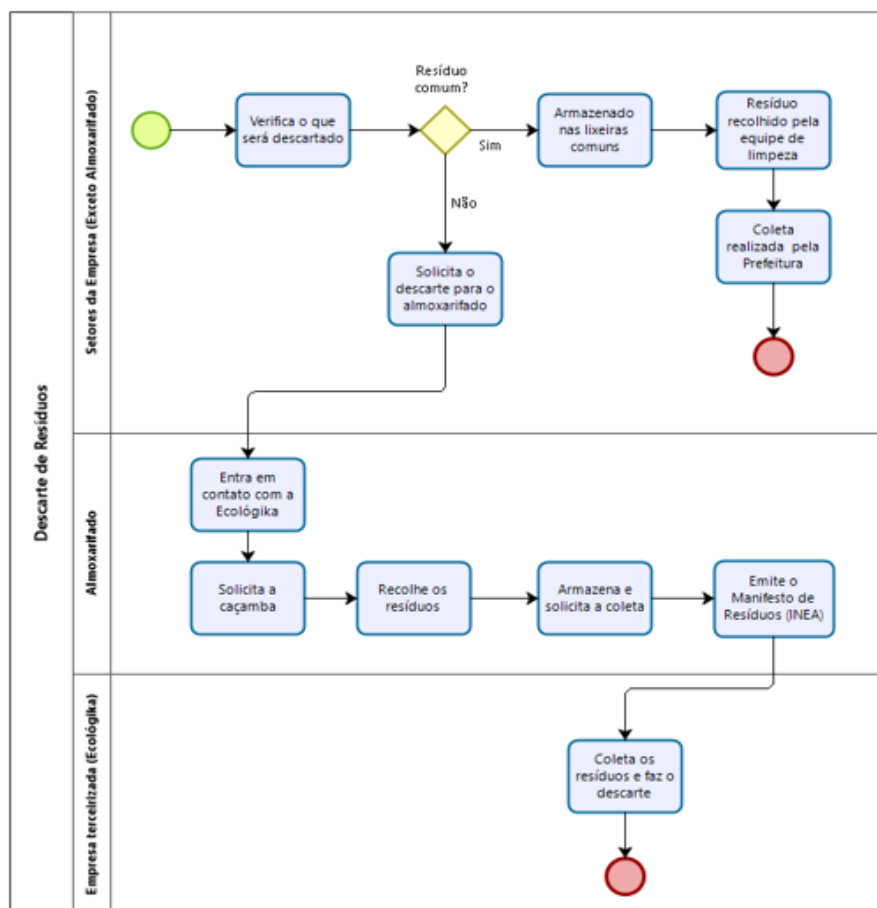 Descarte de Resíduos
Setores da Empresa (Exceto Almoxarifado)
Verifica o que
será descartado
Resíduo
comum?
Sim
Não
Armazenado
nas lixeiras
comuns
Resíduo
recolhido pela
equipe de
limpeza
Coleta
realizada pela
Prefeitura
Solicita o
descarte para o
almoxarifado
Almoxarifado
Entra em
contato com a
Ecológika
Solicita a
caçamba
Recolhe os
resíduos
Armazena e
solicita a coleta
Emite o
Manifesto de
Resíduos (INEA)
Empresa terceirizada (Ecológika)
Coleta os
resíduos e faz o
descarte